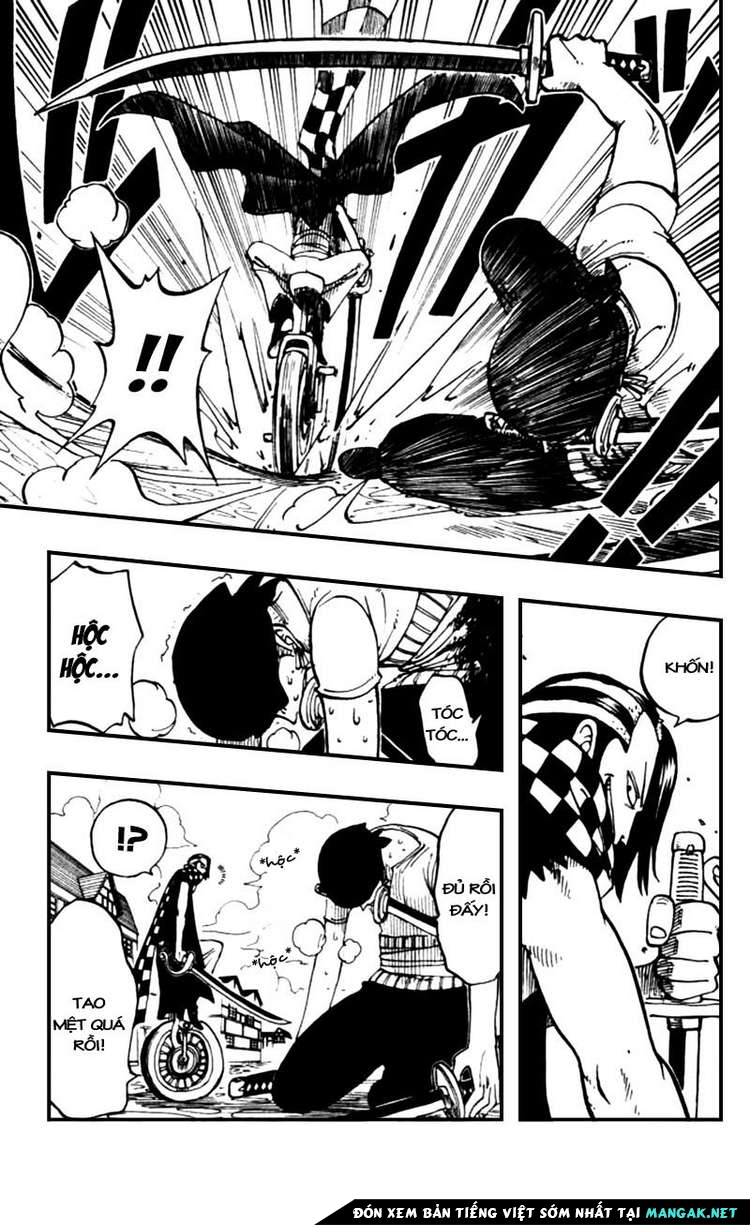 !!
KHỐN!
HỘC
HỘC...
TÓC
TÓC...
ĐỦ RỒI
ĐẤY!
*HỘC*
*HỘC*
!?
TAO
MỆT QUÁ
RỒI!
ĐÓN XEM BẢN TIẾNG VIỆT SỚM NHẤT TẠI MANGAK.NET